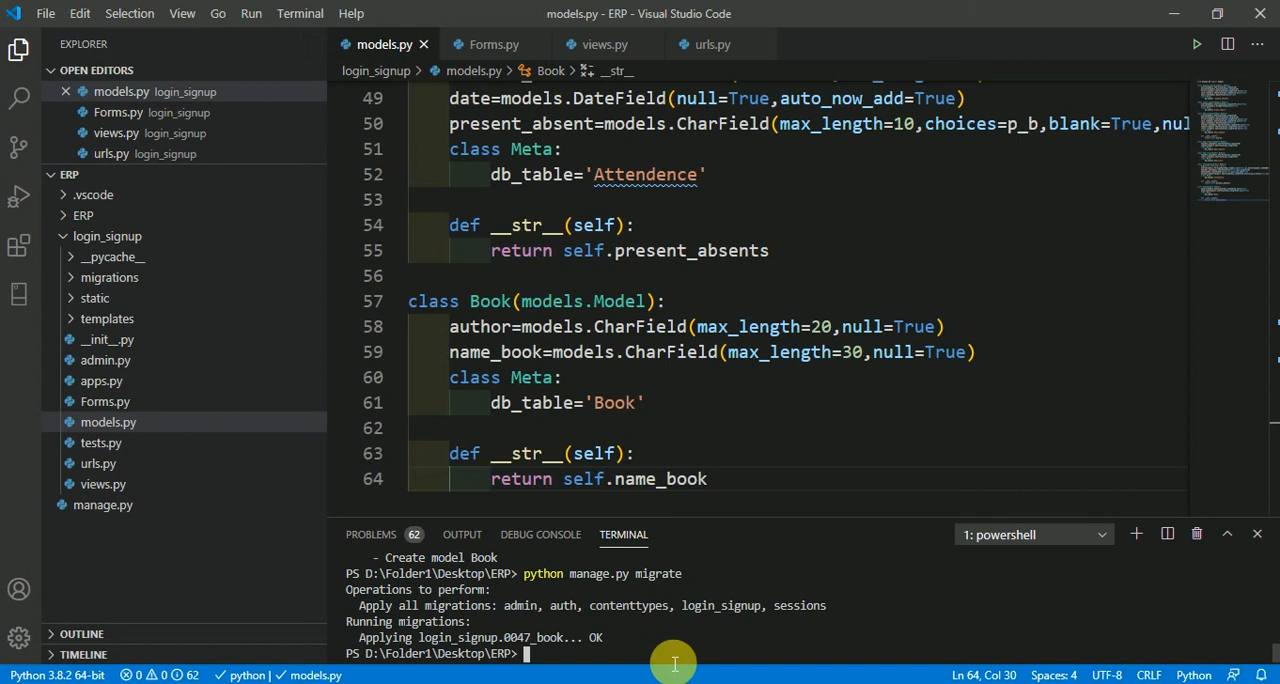 File Edit Selection View Go Run Terminal Help models.py - ERP - Visual Studio Code
EXPLORER
OPEN EDITORS
models.py login_signup
Forms.py login_signup
views.py login_signup
urls.py login_signup
ERP
.vscode
ERP
login_signup
__pycache__
migrations
static
templates
__init__.py
admin.py
apps.py
Forms.py
models.py
tests.py
urls.py
views.py
manage.py
OUTLINE
TIMELINE
models.py Forms.py views.py urls.py
login_signup > models.py > Book > __str__
49 date=models.DateField(null=True,auto_now_add=True)
50 present_absent=models.CharField(max_length=10,choices=p_b,blank=True,nul
51 class Meta:
52 db_table='Attendence'
53
54 def __str__(self):
55 return self.present_absents
56
57 class Book(models.Model):
58 author=models.CharField(max_length=20,null=True)
59 name_book=models.CharField(max_length=30,null=True)
60 class Meta:
61 db_table='Book'
62
63 def __str__(self):
64 return self.name_book
PROBLEMS 62 OUTPUT DEBUG CONSOLE TERMINAL 1: powershell
- Create model Book
PS D:\Folder1\Desktop\ERP> python manage.py migrate
Operations to perform:
Apply all migrations: admin, auth, contenttypes, login_signup, sessions
Running migrations:
Applying login_signup.0047_book... OK
PS D:\Folder1\Desktop\ERP>
Python 3.8.2 64-bit 0 0 62 python | models.py Ln 64, Col 30 Spaces: 4 UTF-8 CRLF Python